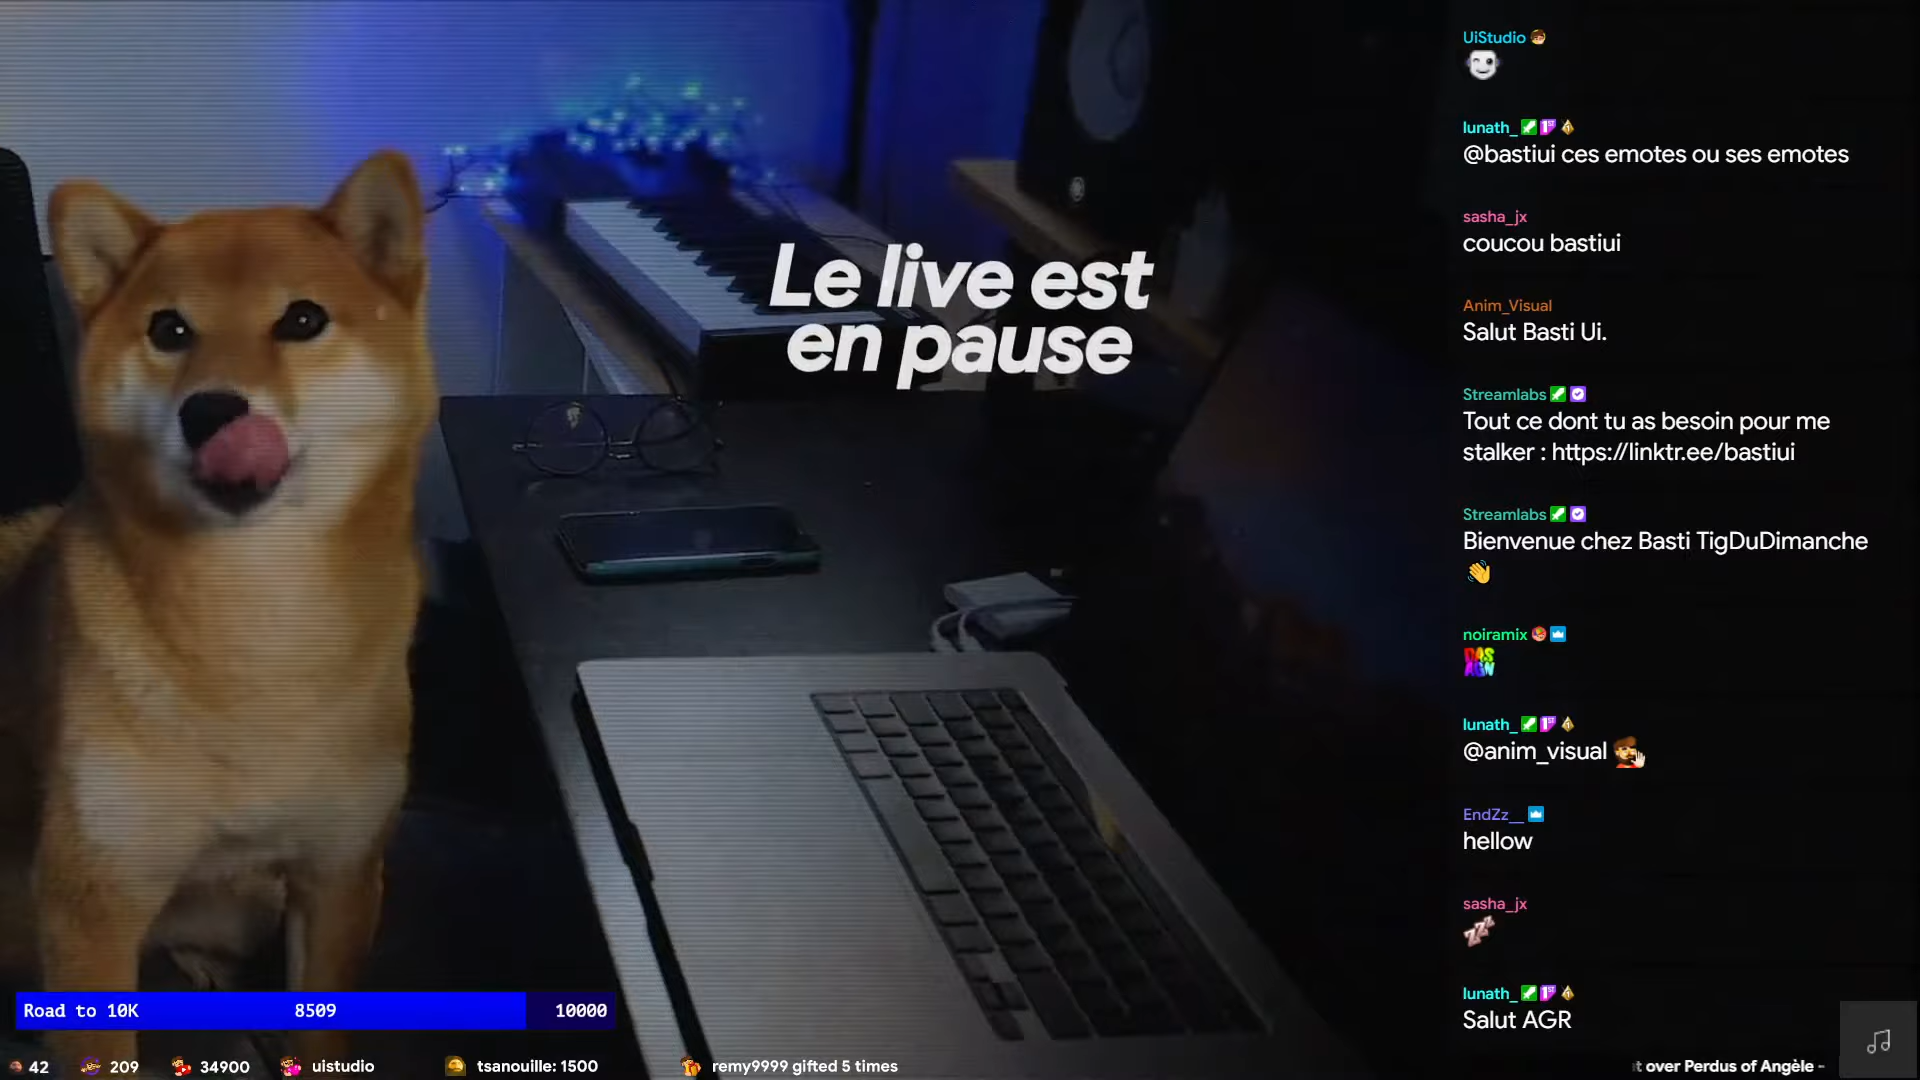 Le live est
en pause
UiStudio
lunath_
@bastiui ces emotes ou ses emotes
sasha_jx
coucou bastiui
Anim_Visual
Salut Basti Ui.
Streamlabs
Tout ce dont tu as besoin pour me
stalker : https://linktr.ee/bastiui
Streamlabs
Bienvenue chez Basti TigDuDimanche
👋
noiramix
DAS
AGN
lunath_
@anim_visual
EndZz__
hellow
sasha_jx
zzz
lunath_
Salut AGR
Road to 10K 8509 10000
42 209 34900 uistudio tsanouille: 1500 remy9999 gifted 5 times
t over Perdus of Angèle -